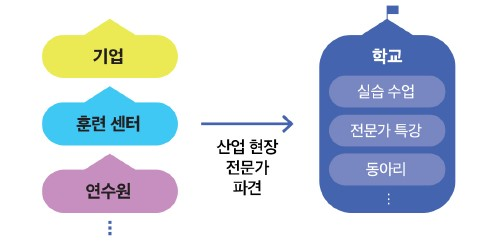 기업
훈련 센터
연수원
산업 현장
전문가
파견
학교
실습 수업
전문가 특강
동아리